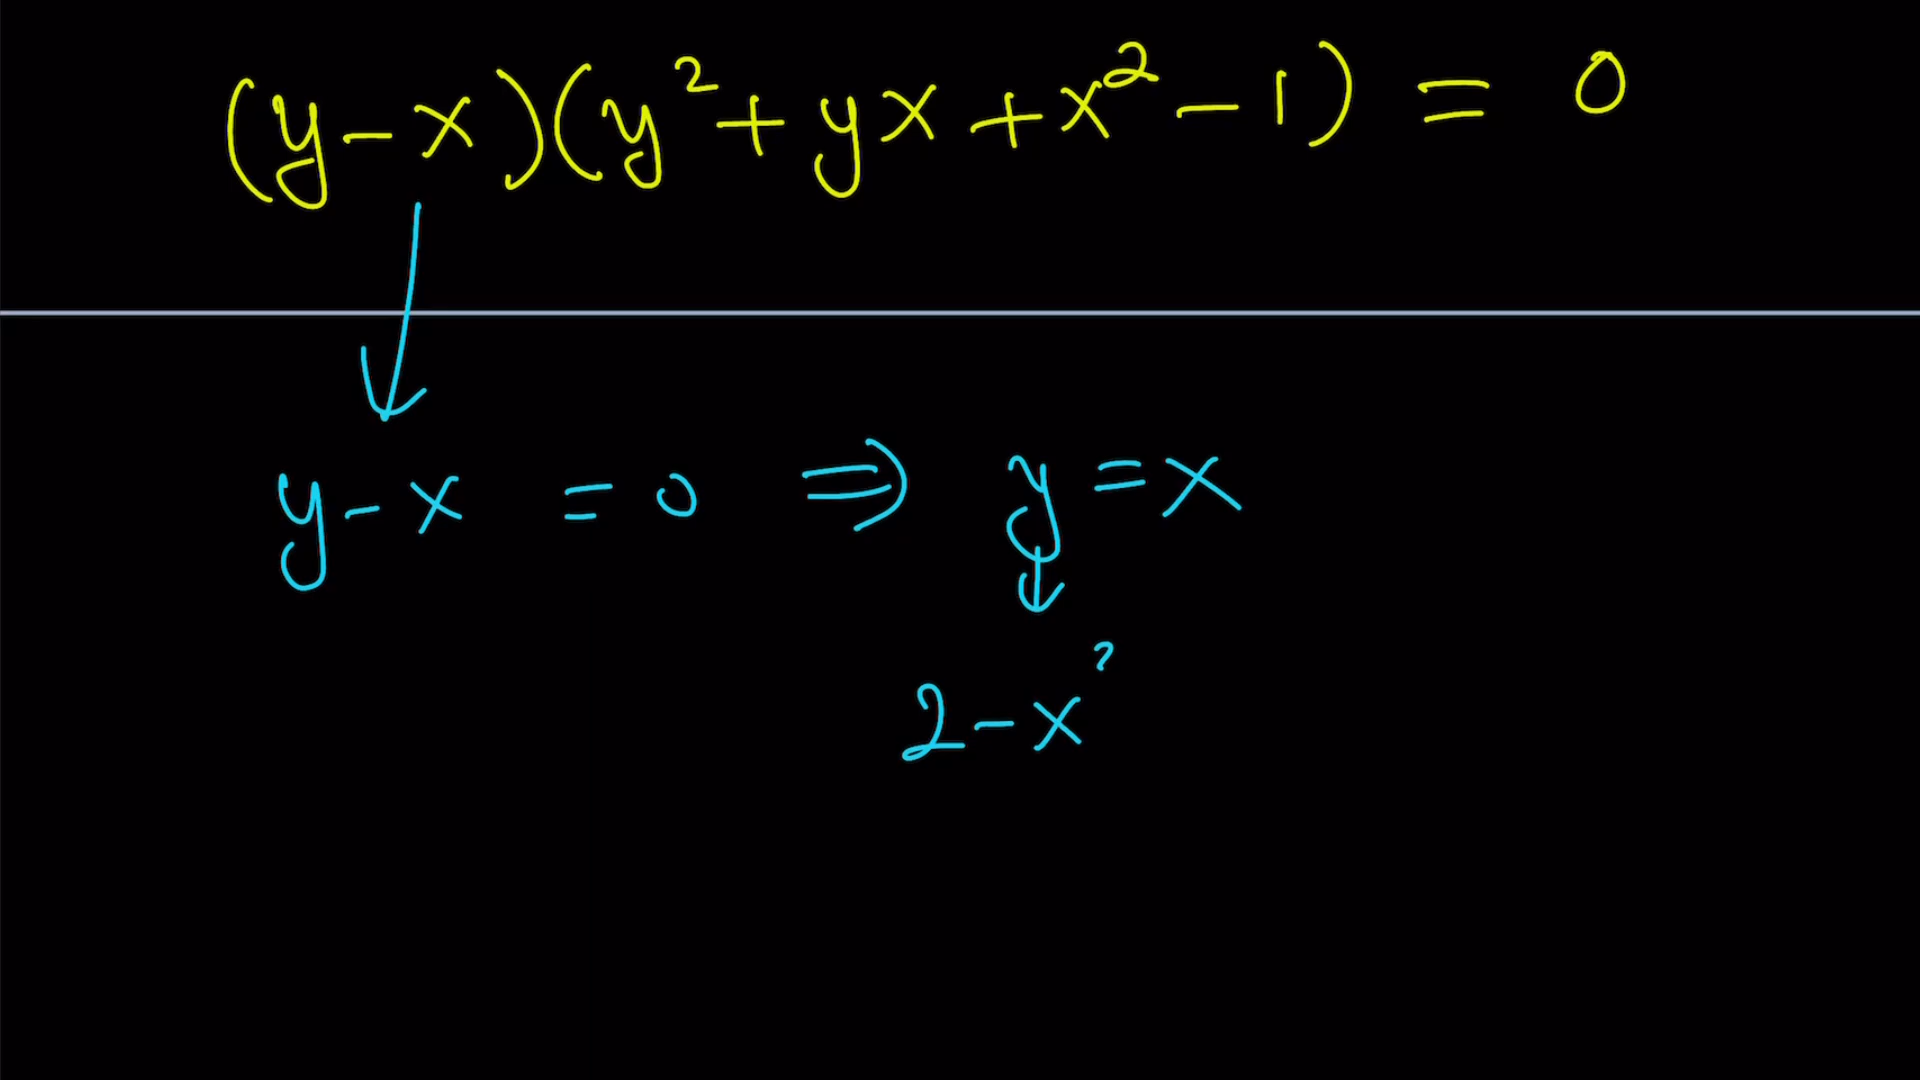 (y-x)(y²+yx+x²-1) = 0
y-x = 0 ⇒ y=x
2-x²